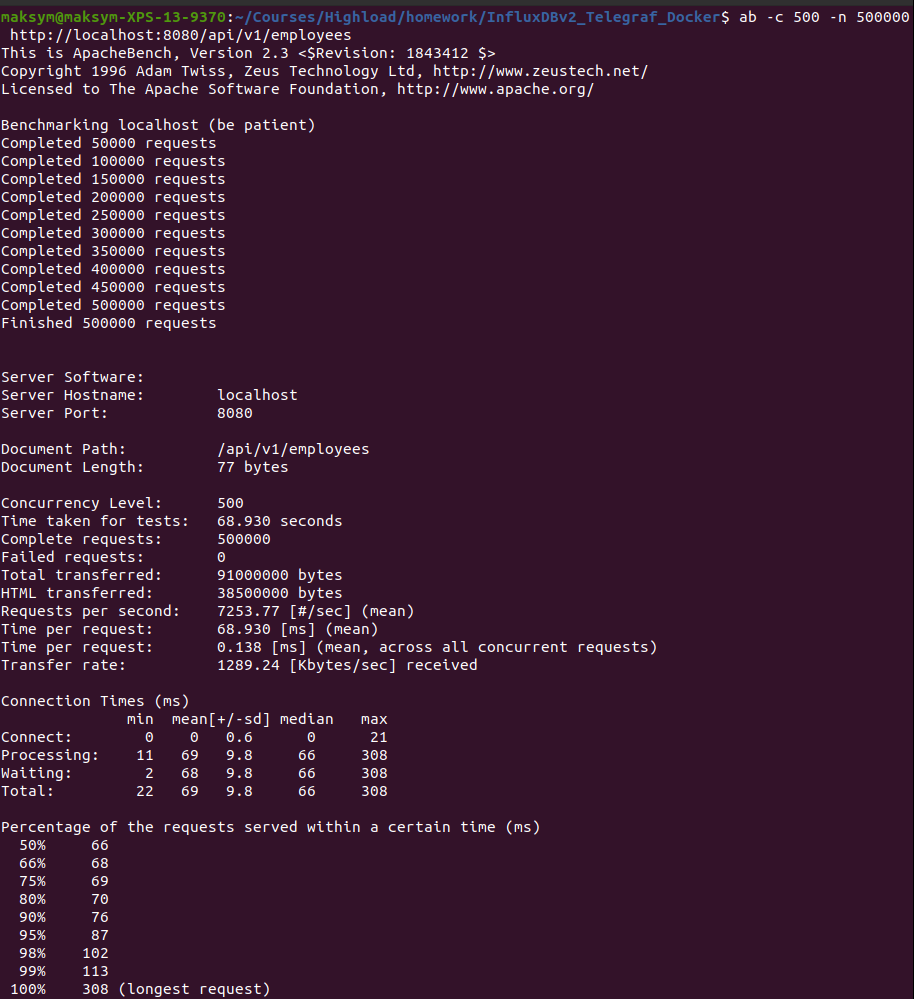 maksym@maksym-XPS-13-9370:~/Courses/Highload/homework/InfluxDBv2_Telegraf_Docker$ ab -c 500 -n 500000
 http://localhost:8080/api/v1/employees
This is ApacheBench, Version 2.3 <$Revision: 1843412 $>
Copyright 1996 Adam Twiss, Zeus Technology Ltd, http://www.zeustech.net/
Licensed to The Apache Software Foundation, http://www.apache.org/

Benchmarking localhost (be patient)
Completed 50000 requests
Completed 100000 requests
Completed 150000 requests
Completed 200000 requests
Completed 250000 requests
Completed 300000 requests
Completed 350000 requests
Completed 400000 requests
Completed 450000 requests
Completed 500000 requests
Finished 500000 requests


Server Software:
Server Hostname:        localhost
Server Port:            8080

Document Path:          /api/v1/employees
Document Length:        77 bytes

Concurrency Level:      500
Time taken for tests:   68.930 seconds
Complete requests:      500000
Failed requests:        0
Total transferred:      91000000 bytes
HTML transferred:       38500000 bytes
Requests per second:    7253.77 [#/sec] (mean)
Time per request:       68.930 [ms] (mean)
Time per request:       0.138 [ms] (mean, across all concurrent requests)
Transfer rate:          1289.24 [Kbytes/sec] received

Connection Times (ms)
              min  mean[+/-sd] median   max
Connect:        0    0   0.6      0      21
Processing:    11   69   9.8     66     308
Waiting:        2   68   9.8     66     308
Total:         22   69   9.8     66     308

Percentage of the requests served within a certain time (ms)
  50%     66
  66%     68
  75%     69
  80%     70
  90%     76
  95%     87
  98%    102
  99%    113
 100%    308 (longest request)